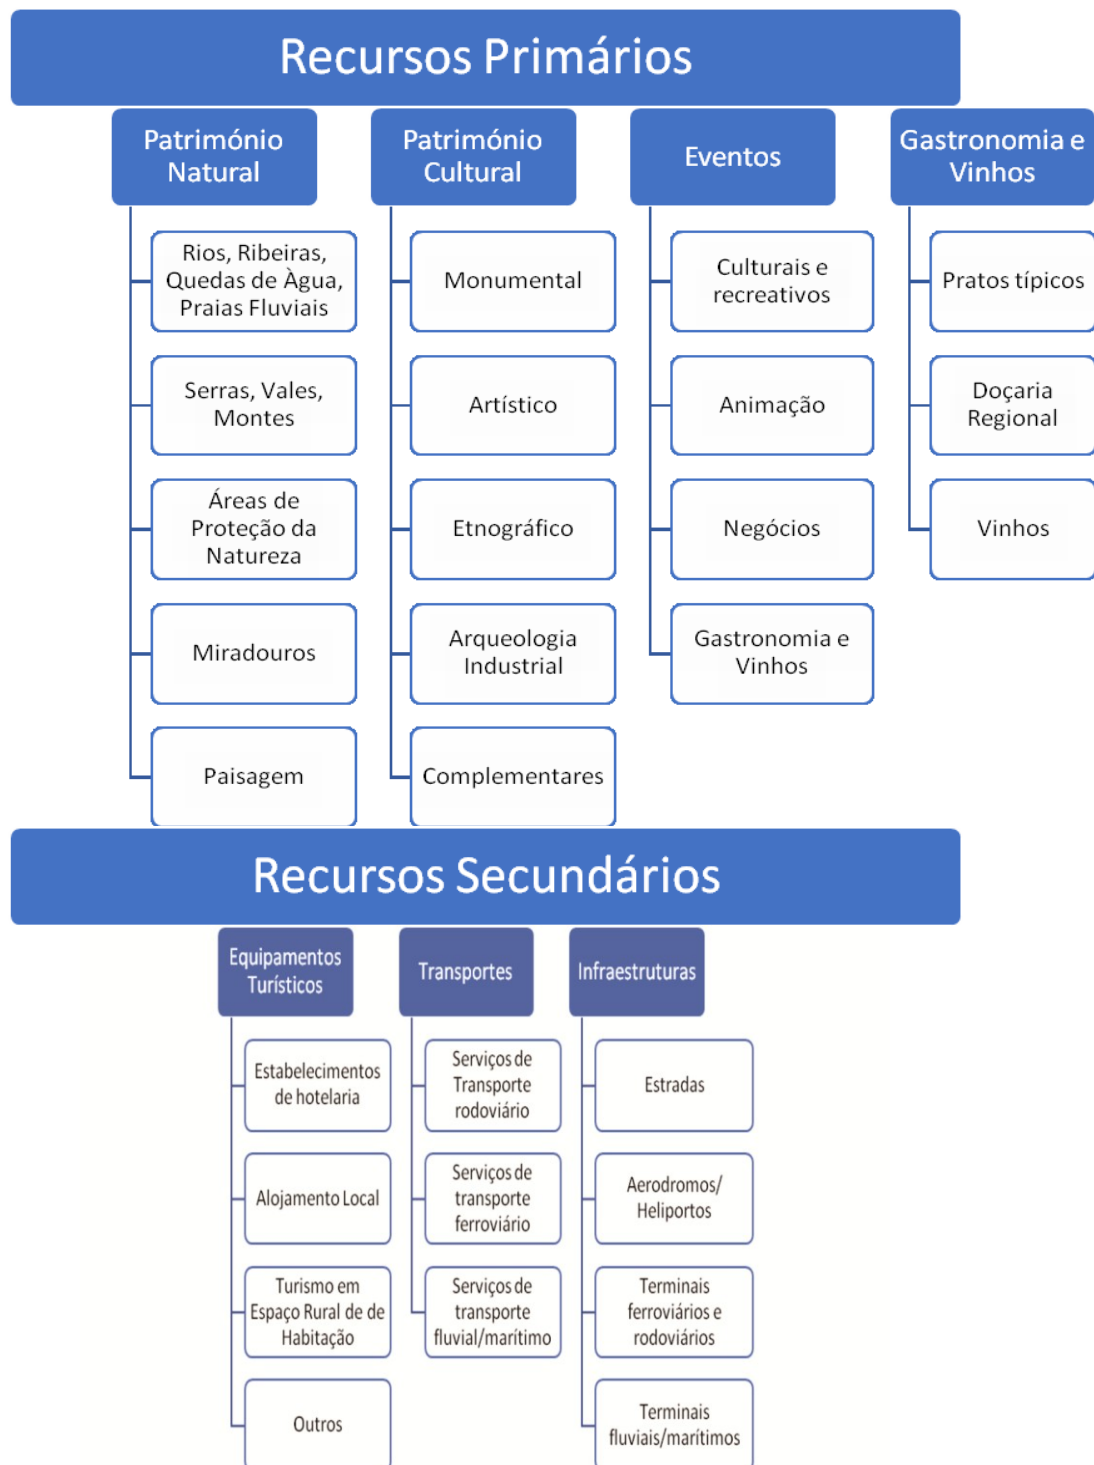 Recursos Primários
Património
Natural
Rios, Ribeiras,
Quedas de Àgua,
Praias Fluviais
Serras, Vales,
Montes
Áreas de
Proteção da
Natureza
Miradouros
Paisagem
Património
Cultural
Monumental
Artístico
Etnográfico
Arqueologia
Industrial
Complementares
Eventos
Culturais e
recreativos
Animação
Negócios
Gastronomia e
Vinhos
Gastronomia e
Vinhos
Pratos típicos
Doçaria
Regional
Vinhos
Recursos Secundários
Equipamentos
Turísticos
Estabelecimentos
de hotelaria
Alojamento Local
Turismo em
Espaço Rural de de
Habitação
Outros
Transportes
Serviços de
Transporte
rodoviário
Serviços de
transporte
ferroviário
Serviços de
transporte
fluvial/marítimo
Infraestruturas
Estradas
Aerodromos/
Heliportos
Terminais
ferroviários e
rodoviários
Terminais
fluviais/marítimos